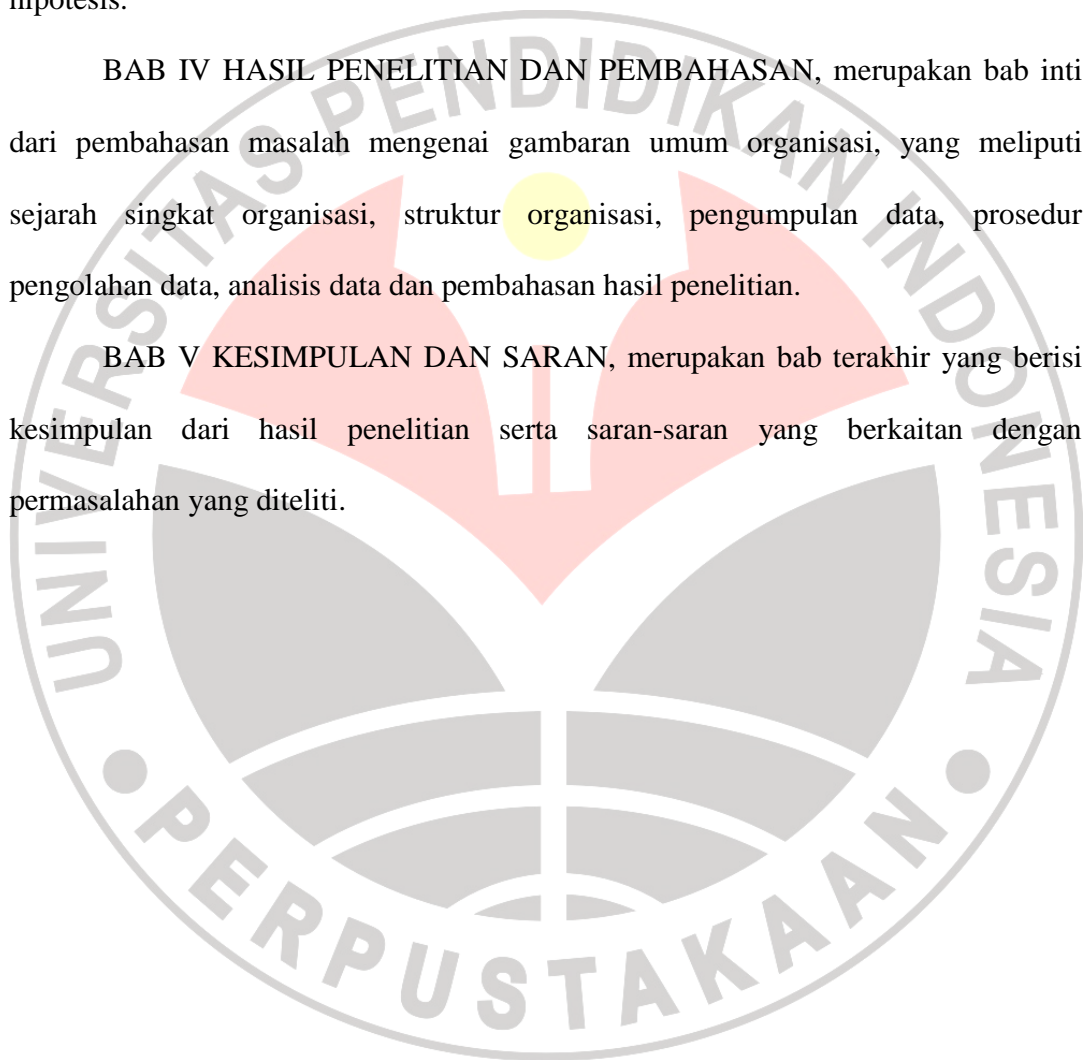 hipotesis.
BAB IV HASIL PENELITIAN DAN PEMBAHASAN, merupakan bab inti
dari pembahasan masalah mengenai gambaran umum organisasi, yang meliputi
sejarah singkat organisasi, struktur organisasi, pengumpulan data, prosedur
pengolahan data, analisis data dan pembahasan hasil penelitian.
BAB V KESIMPULAN DAN SARAN, merupakan bab terakhir yang berisi
kesimpulan dari hasil penelitian serta saran-saran yang berkaitan dengan
permasalahan yang diteliti.
UNIVERSITAS PENDIDIKAN INDONESIA
PERPUSTAKAAN